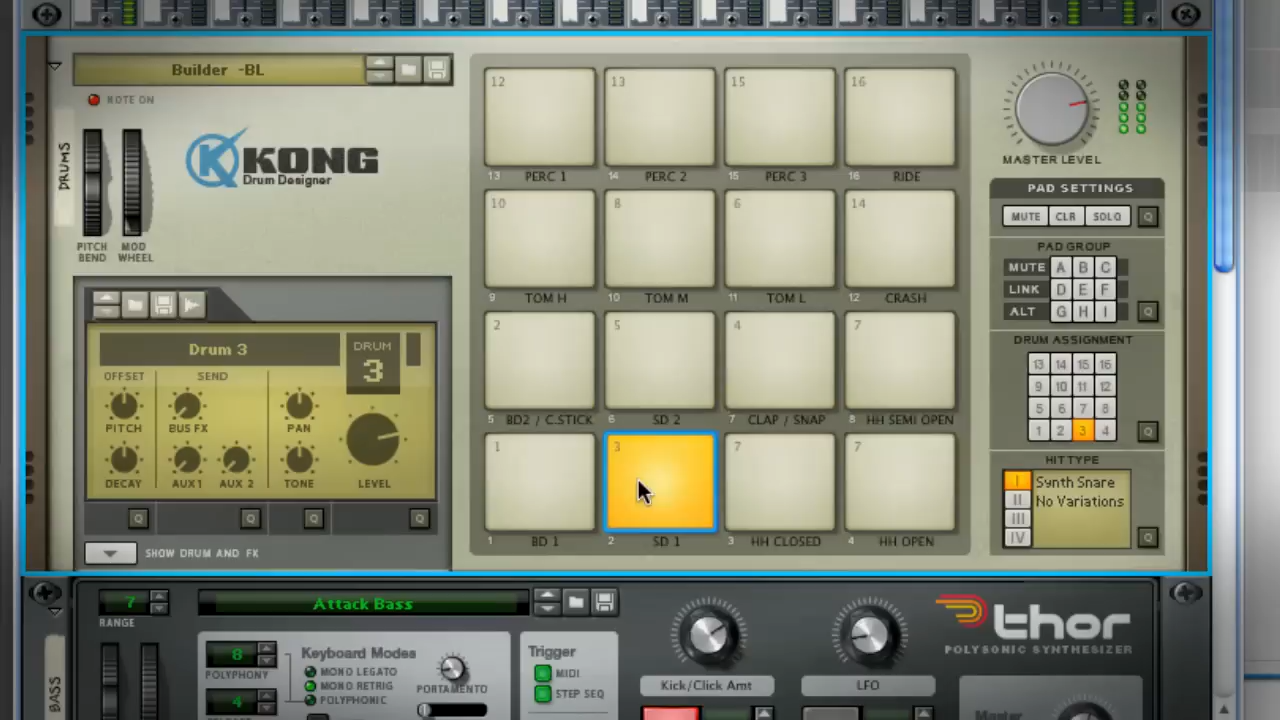 Builder -BL
NOTE ON
DRUMS
KONG
Drum Designer
PITCH BEND
MOD WHEEL
Drum 3
DRUM
3
OFFSET
SEND
PITCH
BUS FX
PAN
DECAY
AUX1
AUX 2
TONE
LEVEL
Q Q Q Q
SHOW DRUM AND FX
12 13 15 16
13 PERC 1 14 PERC 2 15 PERC 3 16 RIDE
10 8 6 14
9 TOM H 10 TOM M 11 TOM L 12 CRASH
2 5 4 7
5 BD2 / C.STICK 6 SD 2 7 CLAP / SNAP 8 HH SEMI OPEN
1 3 7 7
1 BD 1 2 SD 1 3 HH CLOSED 4 HH OPEN
MASTER LEVEL
PAD SETTINGS
MUTE CLR SOLO Q
PAD GROUP
MUTE A B C
LINK D E F
ALT G H I Q
DRUM ASSIGNMENT
13 14 15 16
9 10 11 12
5 6 7 8
1 2 3 4 Q
HIT TYPE
I Synth Snare
II No Variations
III
IV Q
7
RANGE
Attack Bass
BASS
8
POLYPHONY
4
Keyboard Modes
MONO LEGATO
MONO RETRIG
POLYPHONIC
PORTAMENTO
Trigger
MIDI
STEP SEQ
Kick/Click Amt
LFO
thor
POLYSONIC SYNTHESIZER